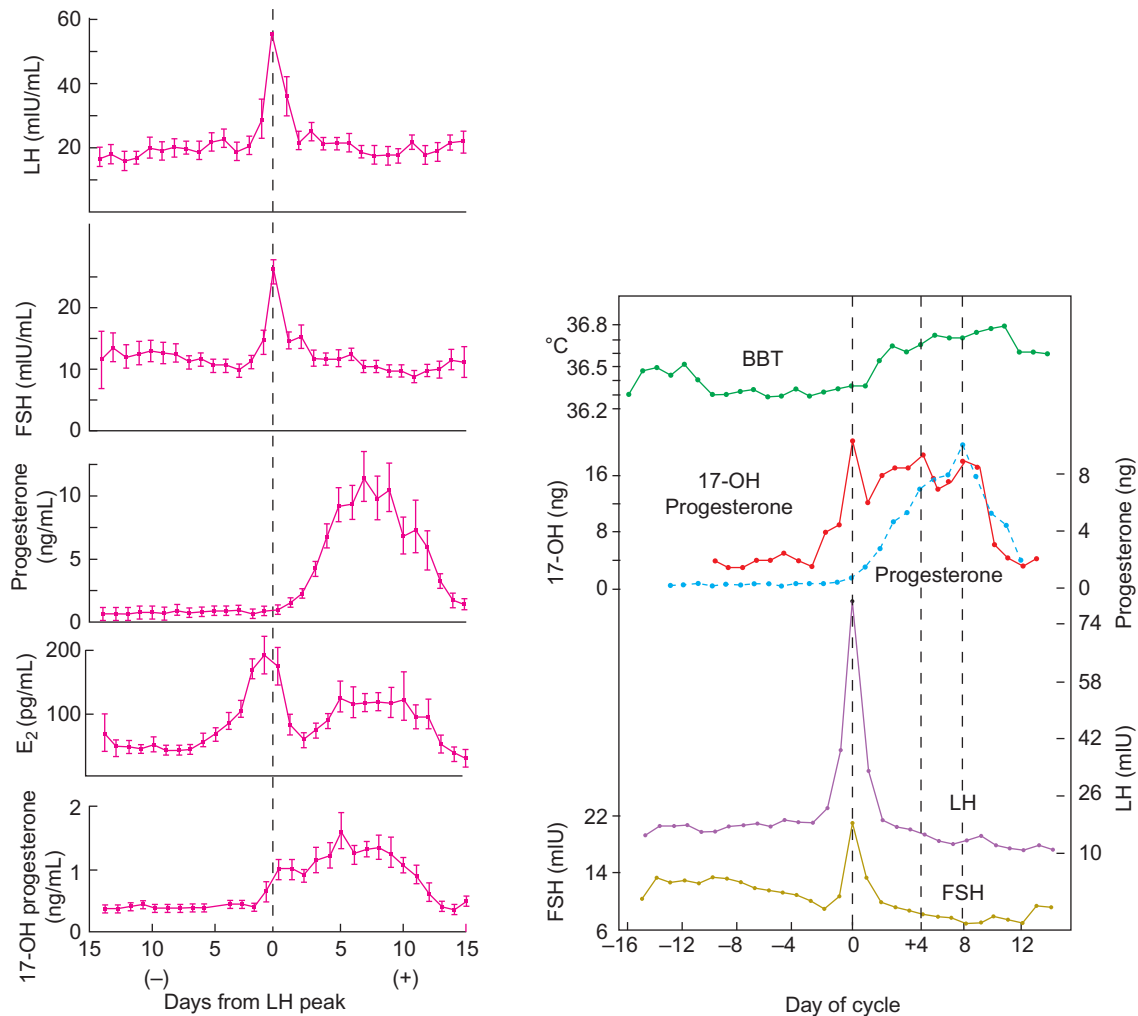 60
40
20
LH (mIU/mL)
20
10
0
FSH (mIU/mL)
10
5
0
Progesterone
(ng/mL)
200
100
E2 (pg/mL)
2
1
0
17-OH progesterone
(ng/mL)
15 10 5 0 5 10 15
(–) (+)
Days from LH peak
36.8
°C
36.5
36.2
BBT
16
8
0
17-OH (ng)
17-OH
Progesterone
Progesterone
8
4
0
Progesterone (ng)
74
58
42
26
10
LH (mIU)
LH
22
14
6
FSH (mIU)
FSH
–16 –12 –8 –4 0 +4 8 12
Day of cycle